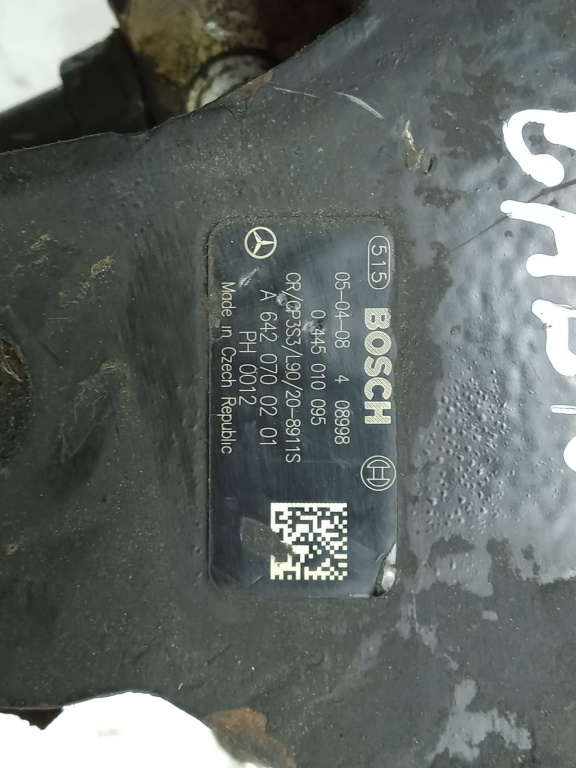 515 BOSCH
05-04-08 4 08998
0 445 010 095
CR/CP3S3/L90/20-8911S
A 642 070 02 01
PH 0012
Made in Czech Republic